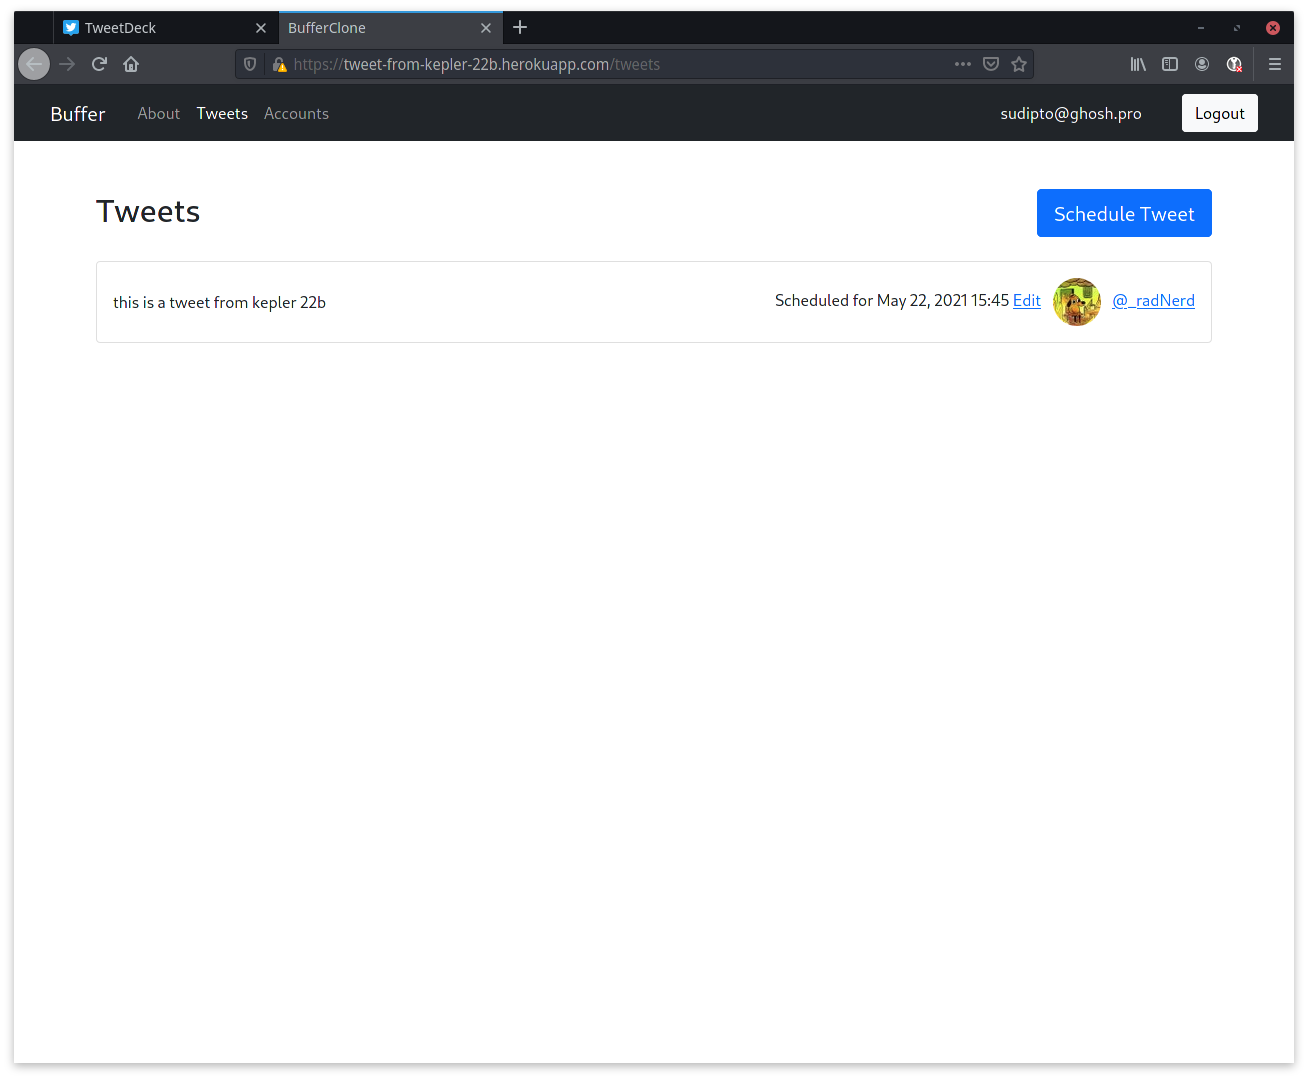 TweetDeck
BufferClone
https://tweet-from-kepler-22b.herokuapp.com/tweets
Buffer About Tweets Accounts sudipto@ghosh.pro Logout
Tweets Schedule Tweet
this is a tweet from kepler 22b Scheduled for May 22, 2021 15:45 Edit @_radNerd